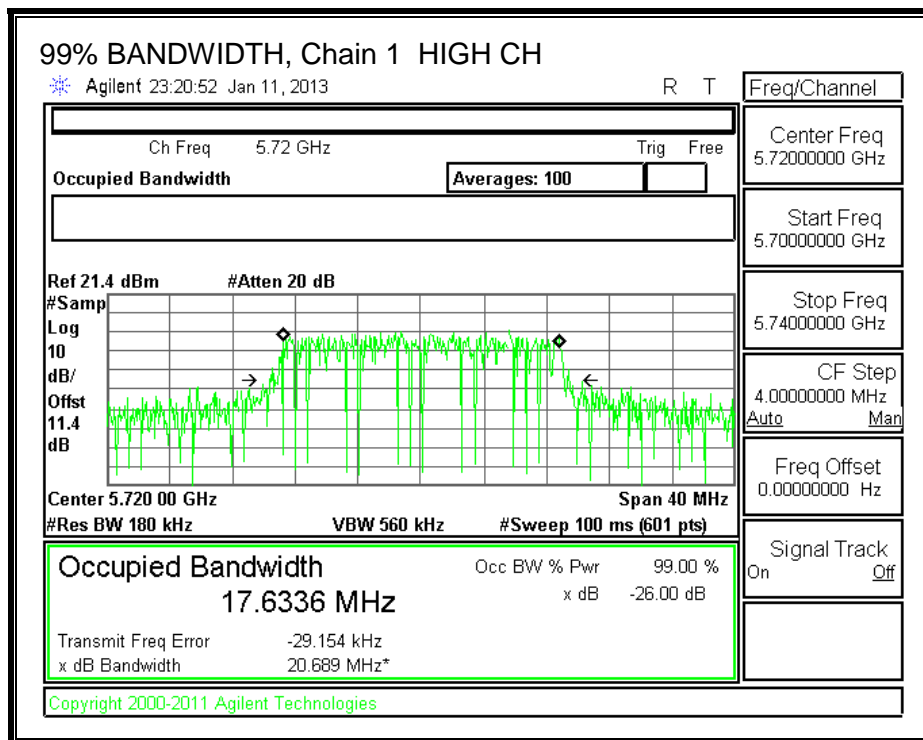 99% BANDWIDTH, Chain 1  HIGH CH
Agilent 23:20:52 Jan 11, 2013 R T
Freq/Channel
Ch Freq 5.72 GHz Trig Free
Occupied Bandwidth Averages: 100
Ref 21.4 dBm #Atten 20 dB
#Samp
Log
10
dB/
Offst
11.4
dB
Center 5.720 00 GHz Span 40 MHz
#Res BW 180 kHz VBW 560 kHz #Sweep 100 ms (601 pts)
Occupied Bandwidth Occ BW % Pwr 99.00 %
17.6336 MHz x dB -26.00 dB
Transmit Freq Error -29.154 kHz
x dB Bandwidth 20.689 MHz*
Copyright 2000-2011 Agilent Technologies
Center Freq
5.72000000 GHz
Start Freq
5.70000000 GHz
Stop Freq
5.74000000 GHz
CF Step
4.00000000 MHz
Auto Man
Freq Offset
0.00000000 Hz
Signal Track
On Off